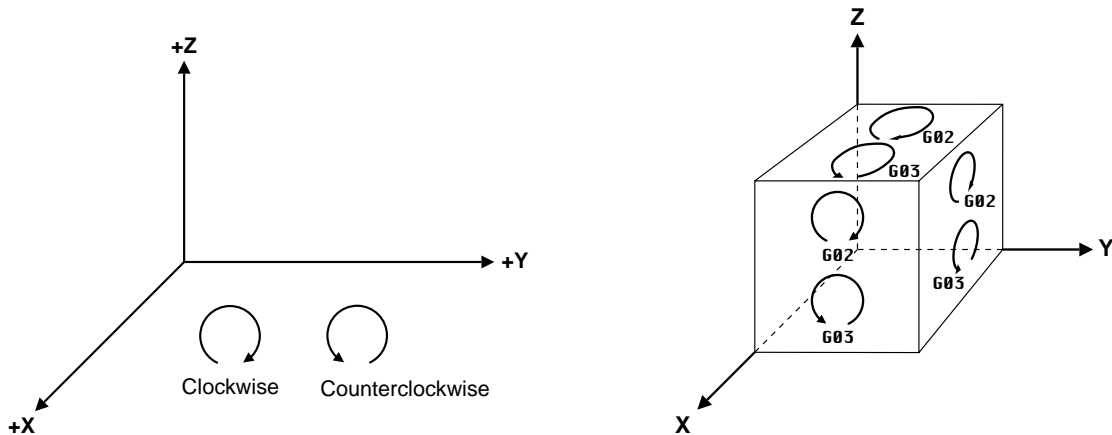 +Z
+Y
+X
Clockwise
Counterclockwise
Z
G02
G03
G02
G02
Y
G03
G03
X